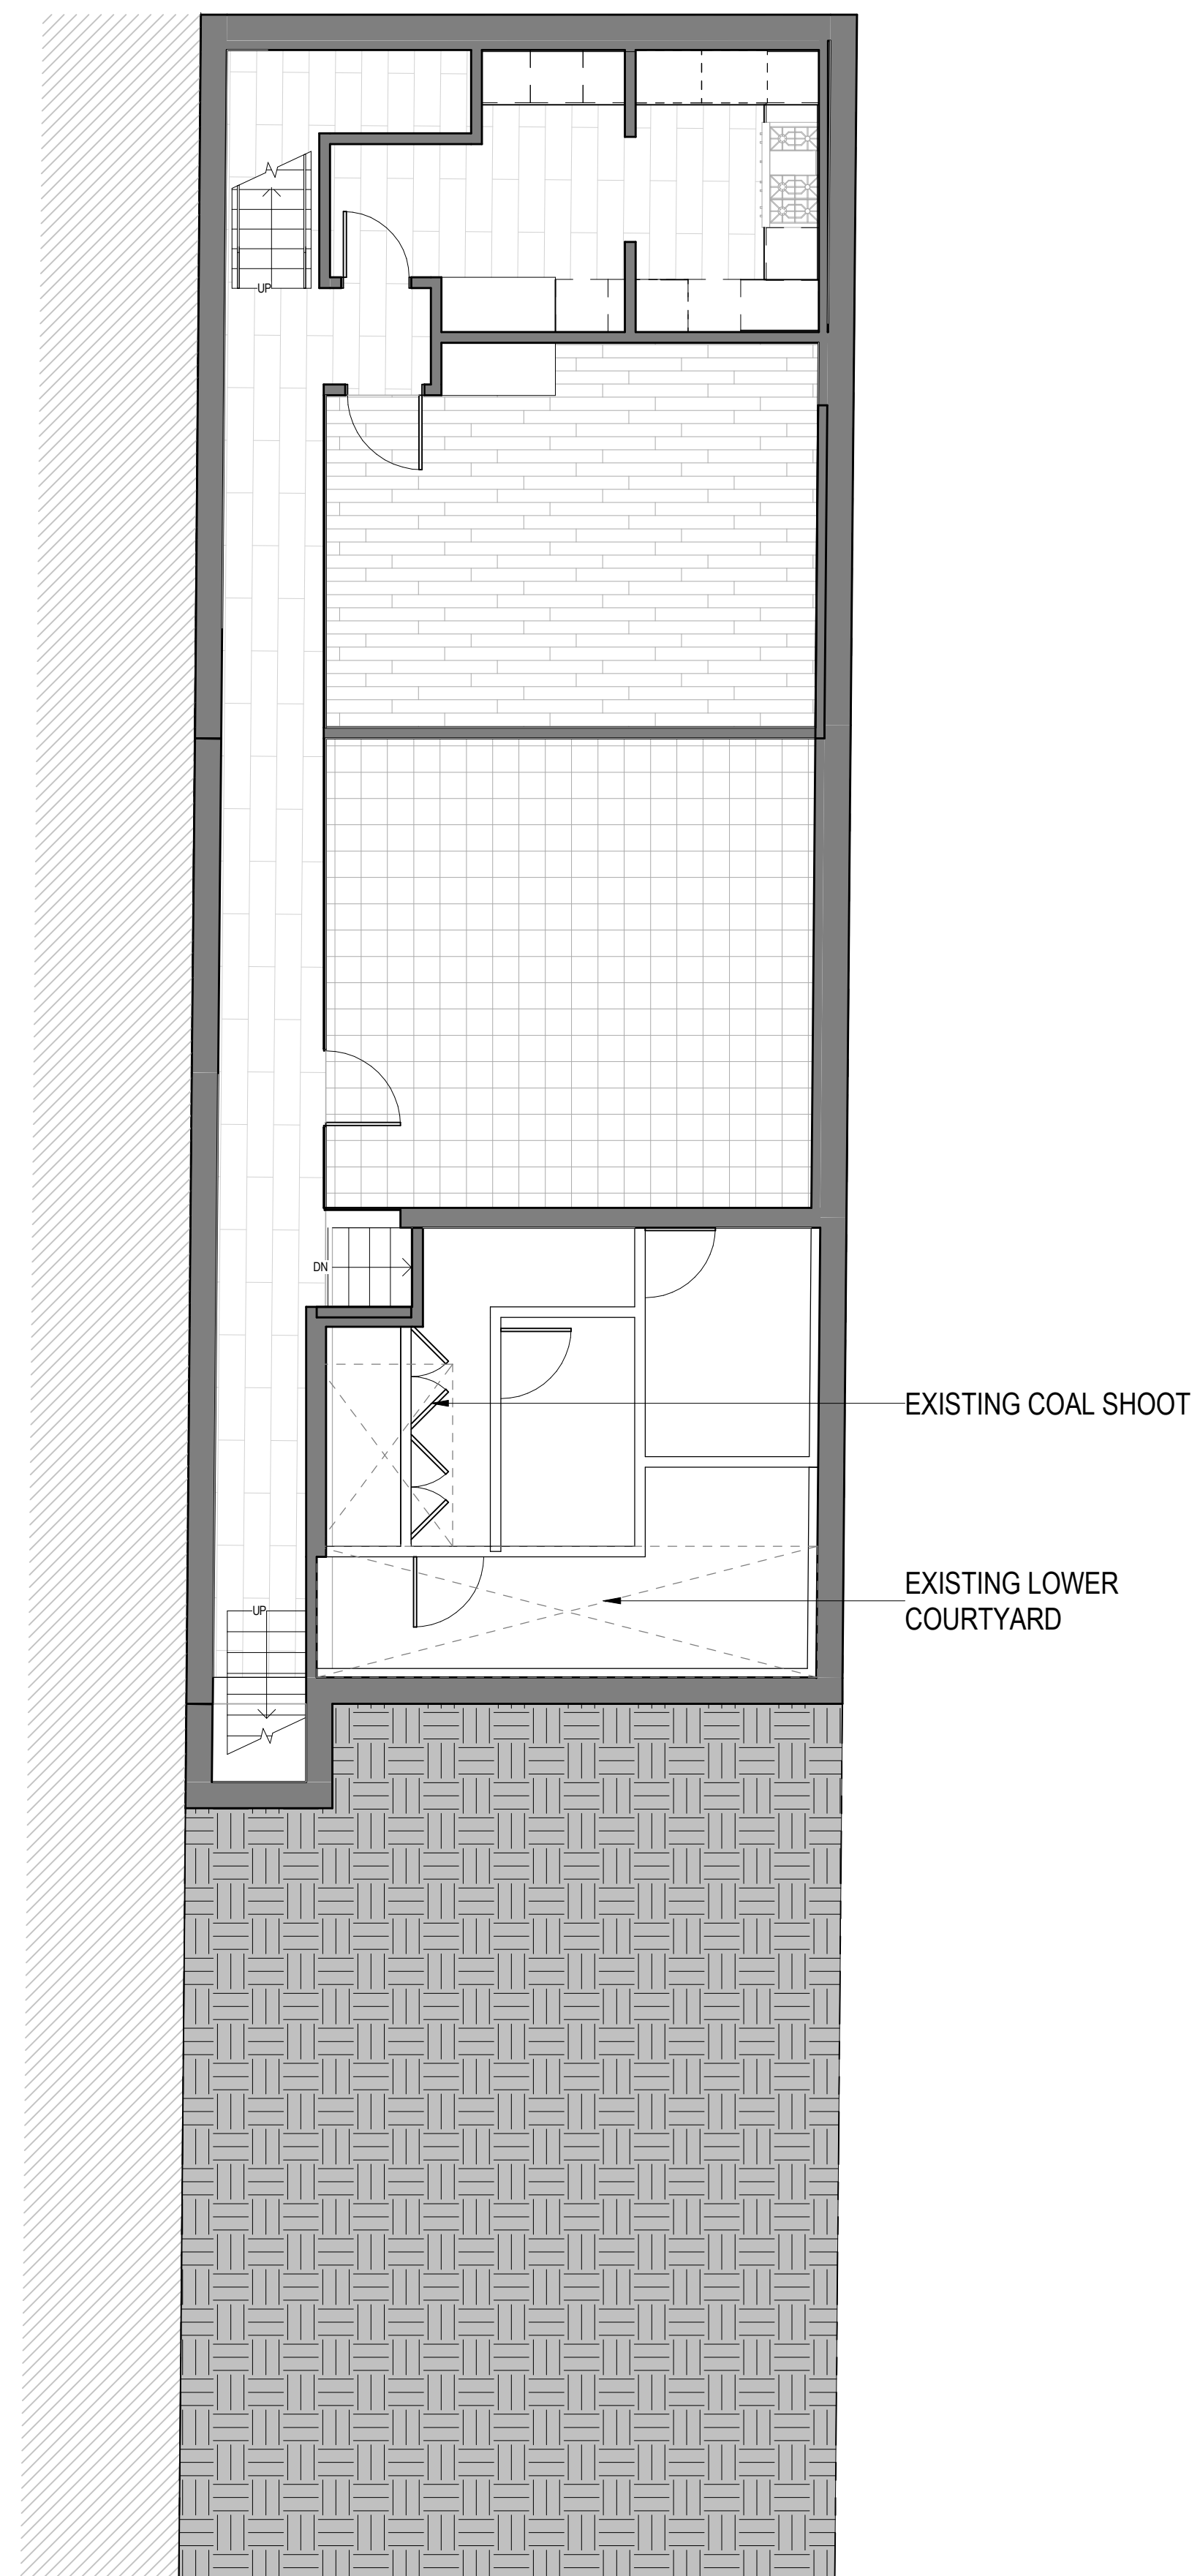 UP
DN
EXISTING COAL SHOOT
EXISTING LOWER
COURTYARD
UP